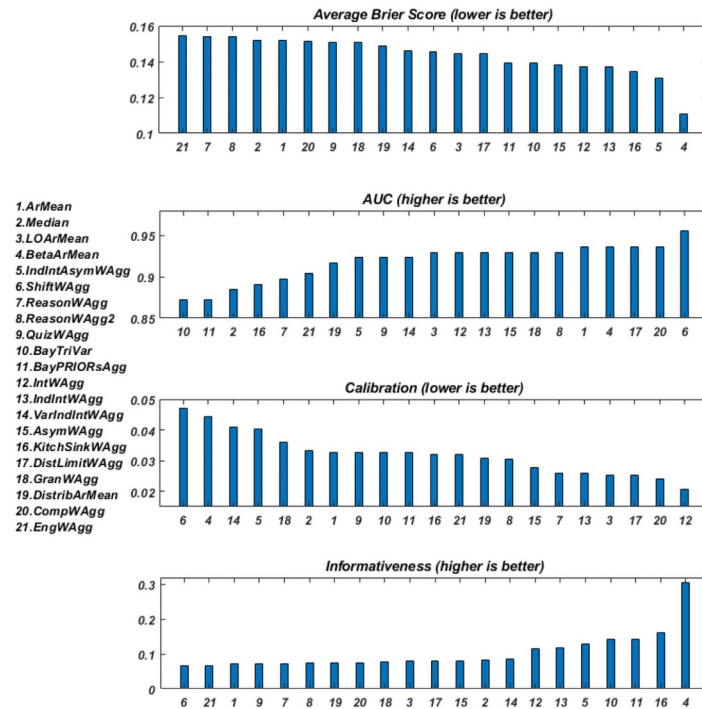 Average Brier Score (lower is better)
0.16
0.14
0.12
0.1
21 7 8 2 1 20 9 18 19 14 6 3 17 11 10 15 12 13 16 5 4
AUC (higher is better)
0.95
0.9
0.85
10 11 2 16 7 21 19 5 9 14 3 12 13 15 18 8 1 4 17 20 6
1.ArMean
2.Median
3.LOArMean
4.BetaArMean
5.IndIntAsymWAgg
6.ShiftWAgg
7.ReasonWAgg
8.ReasonWAgg2
9.QuizWAgg
10.BayTriVar
11.BayPRIORsAgg
12.IntWAgg
13.IndIntWAgg
14.VarIndIntWAgg
15.AsymWAgg
16.KitchSinkWAgg
17.DistLimitWAgg
18.GranWAgg
19.DistribArMean
20.CompWAgg
21.EngWAgg
Calibration (lower is better)
0.05
0.04
0.03
0.02
6 4 14 5 18 2 1 9 10 11 16 21 19 8 15 7 13 3 17 20 12
Informativeness (higher is better)
0.3
0.2
0.1
0
6 21 1 9 7 8 19 20 18 3 17 15 2 14 12 13 5 10 11 16 4